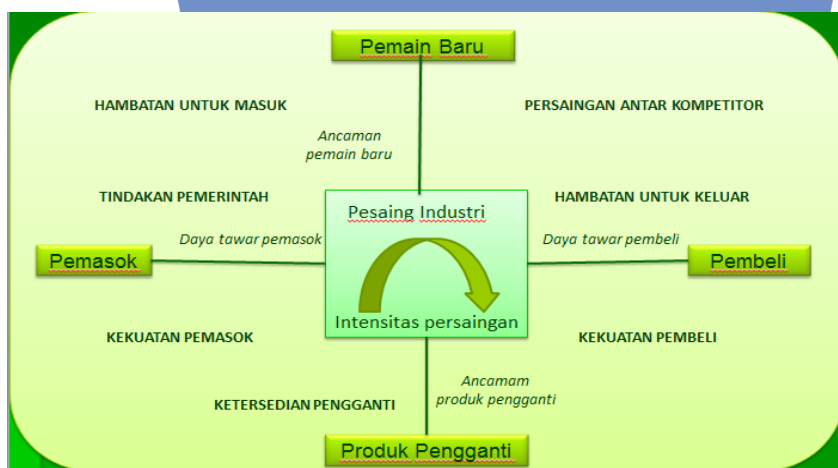 Pemain Baru
HAMBATAN UNTUK MASUK
PERSAINGAN ANTAR KOMPETITOR
Ancaman
pemain baru
TINDAKAN PEMERINTAH
HAMBATAN UNTUK KELUAR
Pesaing Industri
Daya tawar pemasok
Daya tawar pembeli
Pemasok
Pembeli
Intensitas persaingan
KEKUATAN PEMASOK
KEKUATAN PEMBELI
Ancamam
produk pengganti
KETERSEDIAN PENGGANTI
Produk Pengganti